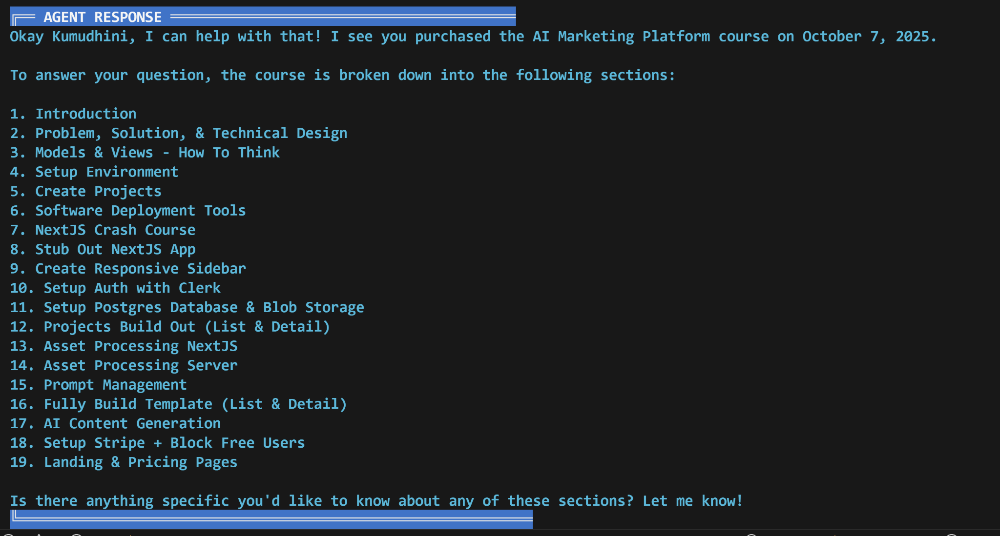 AGENT RESPONSE
Okay Kumudhini, I can help with that! I see you purchased the AI Marketing Platform course on October 7, 2025.
To answer your question, the course is broken down into the following sections:
1. Introduction
2. Problem, Solution, & Technical Design
3. Models & Views - How To Think
4. Setup Environment
5. Create Projects
6. Software Deployment Tools
7. NextJS Crash Course
8. Stub Out NextJS App
9. Create Responsive Sidebar
10. Setup Auth with Clerk
11. Setup Postgres Database & Blob Storage
12. Projects Build Out (List & Detail)
13. Asset Processing NextJS
14. Asset Processing Server
15. Prompt Management
16. Fully Build Template (List & Detail)
17. AI Content Generation
18. Setup Stripe + Block Free Users
19. Landing & Pricing Pages
Is there anything specific you'd like to know about any of these sections? Let me know!